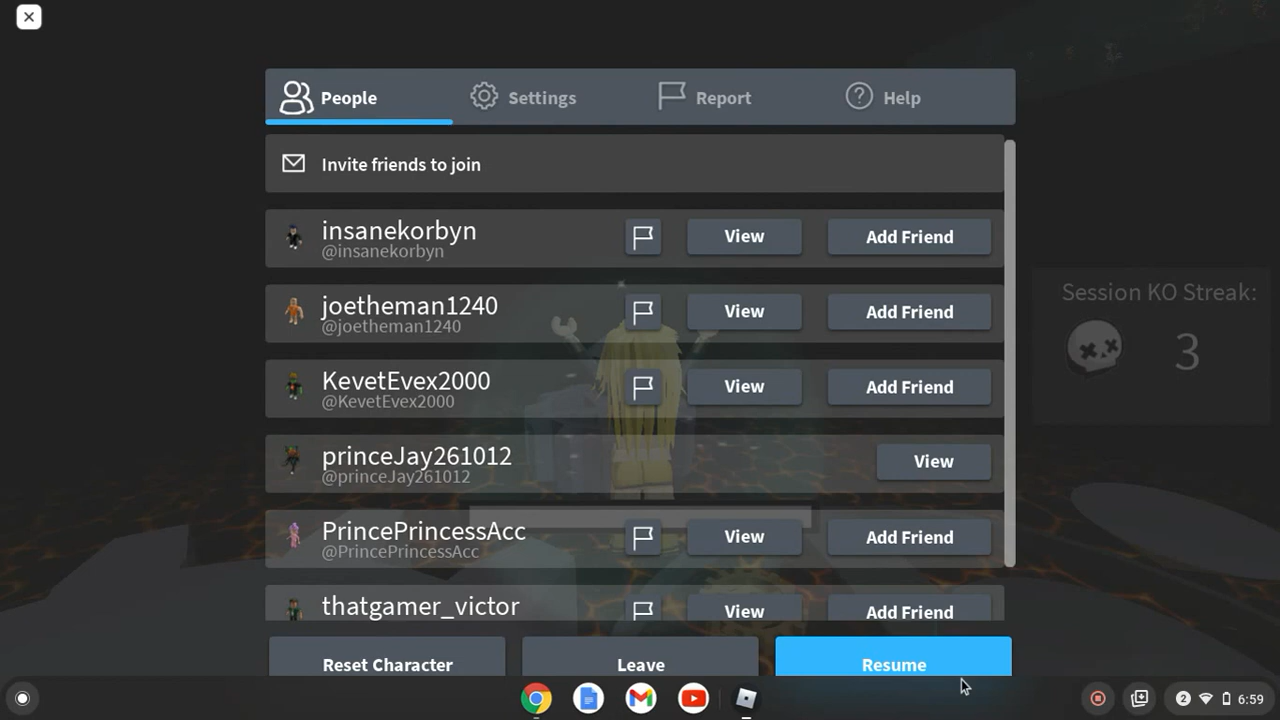 People
Settings
Report
Help
Invite friends to join
insanekorbyn
@insanekorbyn
View
Add Friend
joetheman1240
@joetheman1240
View
Add Friend
KevetEvex2000
@KevetEvex2000
View
Add Friend
princeJay261012
@princeJay261012
View
PrincePrincessAcc
@PrincePrincessAcc
View
Add Friend
thatgamer_victor
View
Add Friend
Session KO Streak:
3
Reset Character
Leave
Resume
2
6:59